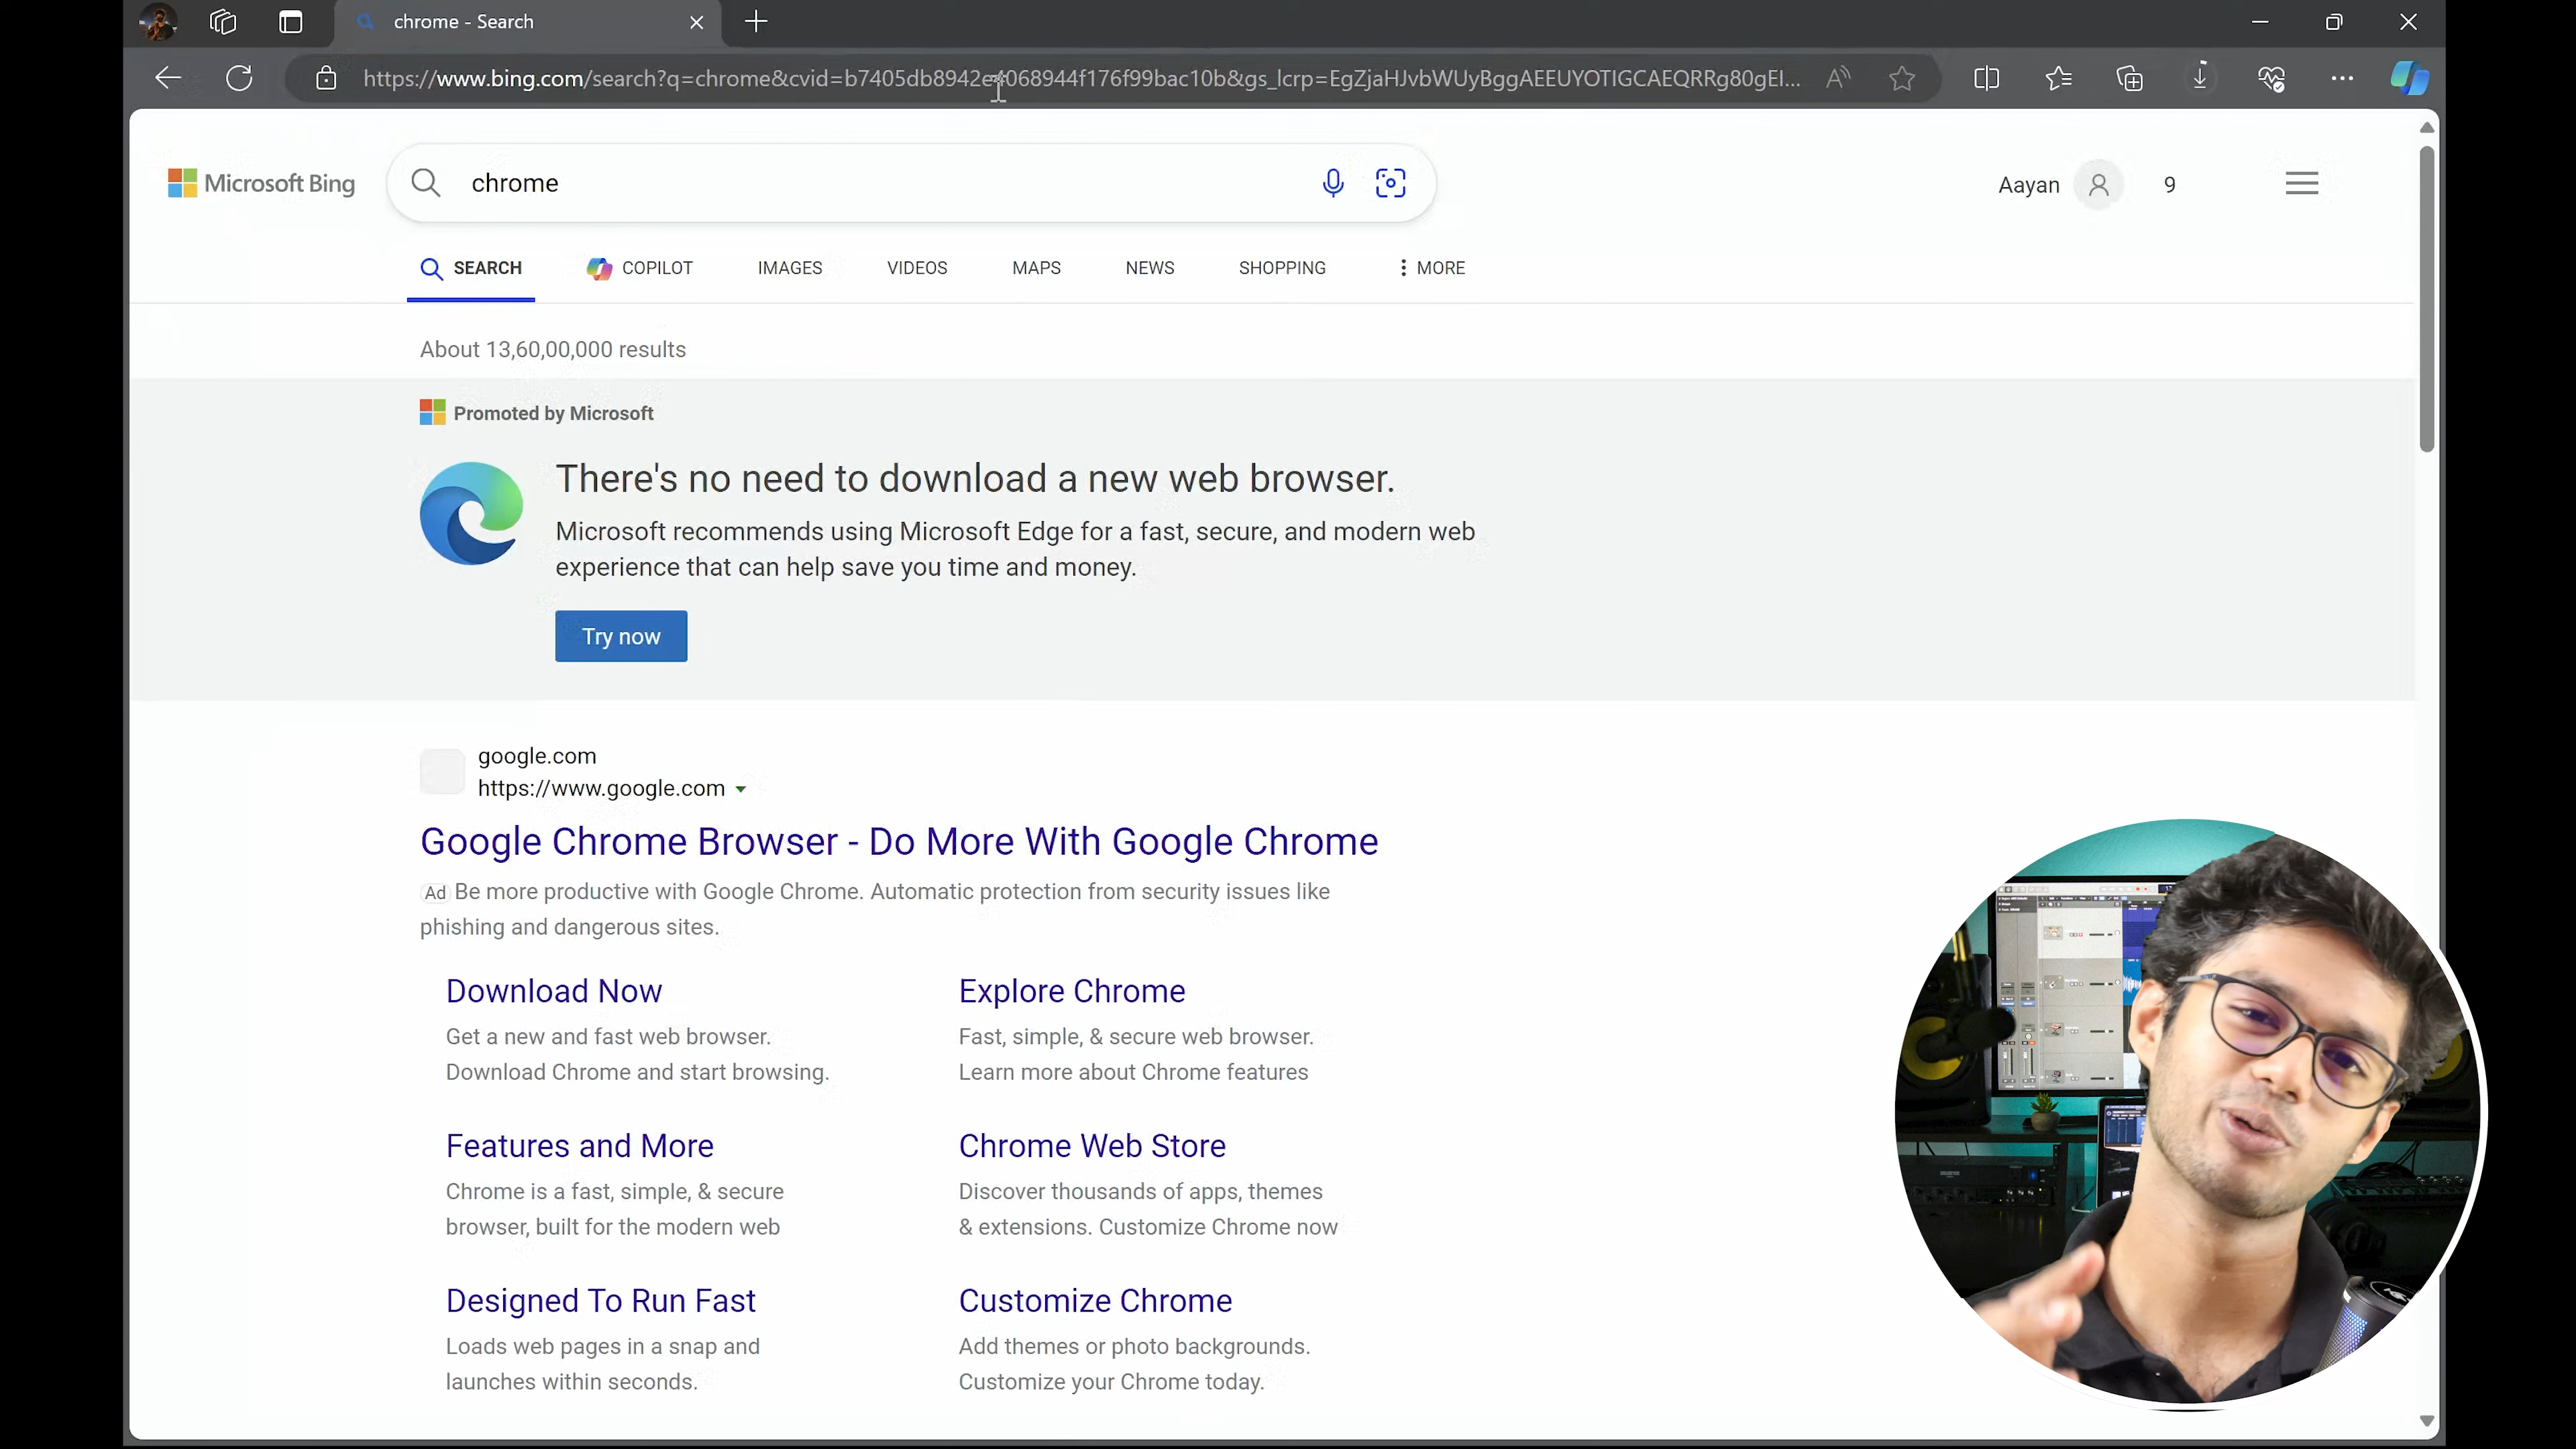 chrome - Search
https://www.bing.com/search?q=chrome&cvid=b7405db8942e4068944f176f99bac10b&gs_lcrp=EgZjaHJvbWUyBggAEEUYOTIGCAEQRRg80gEI...
Microsoft Bing
chrome
Aayan
9
SEARCH
COPILOT
IMAGES
VIDEOS
MAPS
NEWS
SHOPPING
MORE
About 13,60,00,000 results
Promoted by Microsoft
There's no need to download a new web browser.
Microsoft recommends using Microsoft Edge for a fast, secure, and modern web
experience that can help save you time and money.
Try now
google.com
https://www.google.com
Google Chrome Browser - Do More With Google Chrome
Ad Be more productive with Google Chrome. Automatic protection from security issues like
phishing and dangerous sites.
Download Now
Get a new and fast web browser.
Download Chrome and start browsing.
Explore Chrome
Fast, simple, & secure web browser.
Learn more about Chrome features
Features and More
Chrome is a fast, simple, & secure
browser, built for the modern web
Chrome Web Store
Discover thousands of apps, themes
& extensions. Customize Chrome now
Designed To Run Fast
Loads web pages in a snap and
launches within seconds.
Customize Chrome
Add themes or photo backgrounds.
Customize your Chrome today.